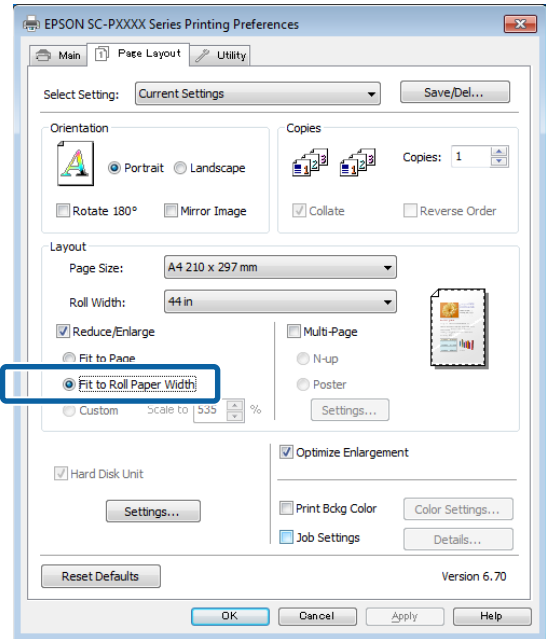 EPSON SC-PXXXX Series Printing Preferences
Main
Page Layout
Utility
Select Setting:
Current Settings
Save/Del...
Orientation
Portrait
Landscape
Rotate 180°
Mirror Image
Copies
Copies: 1
Collate
Reverse Order
Layout
Page Size:
A4 210 x 297 mm
Roll Width:
44 in
Reduce/Enlarge
Fit to Page
Fit to Roll Paper Width
Custom
Scale to 535 %
Multi-Page
N-up
Poster
Settings...
Optimize Enlargement
Hard Disk Unit
Settings...
Print Bckg Color
Color Settings...
Job Settings
Details...
Reset Defaults
Version 6.70
OK
Cancel
Apply
Help